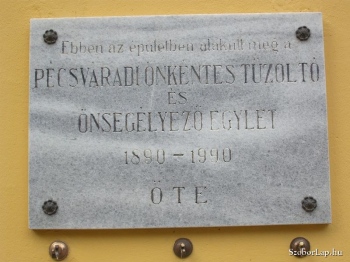 Ebben az épületben alakult meg a
PÉCSVÁRADI ÖNKÉNTES TŰZOLTÓ
ÉS
ÖNSEGÉLYEZŐ EGYLET
1890 – 1990
ÖTE
SzoborLap.hu